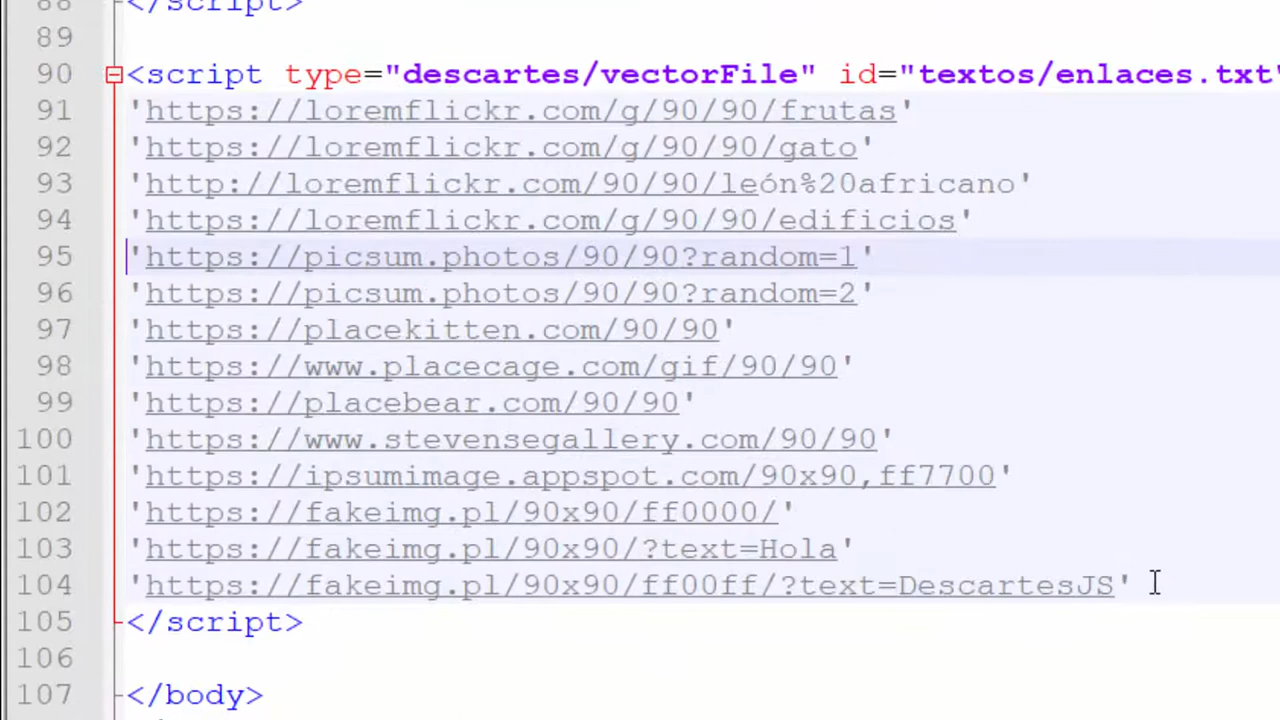 88 </script>
89
90 <script type="descartes/vectorFile" id="textos/enlaces.txt"
91 'https://loremflickr.com/g/90/90/frutas'
92 'https://loremflickr.com/g/90/90/gato'
93 'http://loremflickr.com/90/90/león%20africano'
94 'https://loremflickr.com/g/90/90/edificios'
95 'https://picsum.photos/90/90?random=1'
96 'https://picsum.photos/90/90?random=2'
97 'https://placekitten.com/90/90'
98 'https://www.placecage.com/gif/90/90'
99 'https://placebear.com/90/90'
100 'https://www.stevensegallery.com/90/90'
101 'https://ipsumimage.appspot.com/90x90,ff7700'
102 'https://fakeimg.pl/90x90/ff0000/'
103 'https://fakeimg.pl/90x90/?text=Hola'
104 'https://fakeimg.pl/90x90/ff00ff/?text=DescartesJS'
105 </script>
106
107 </body>